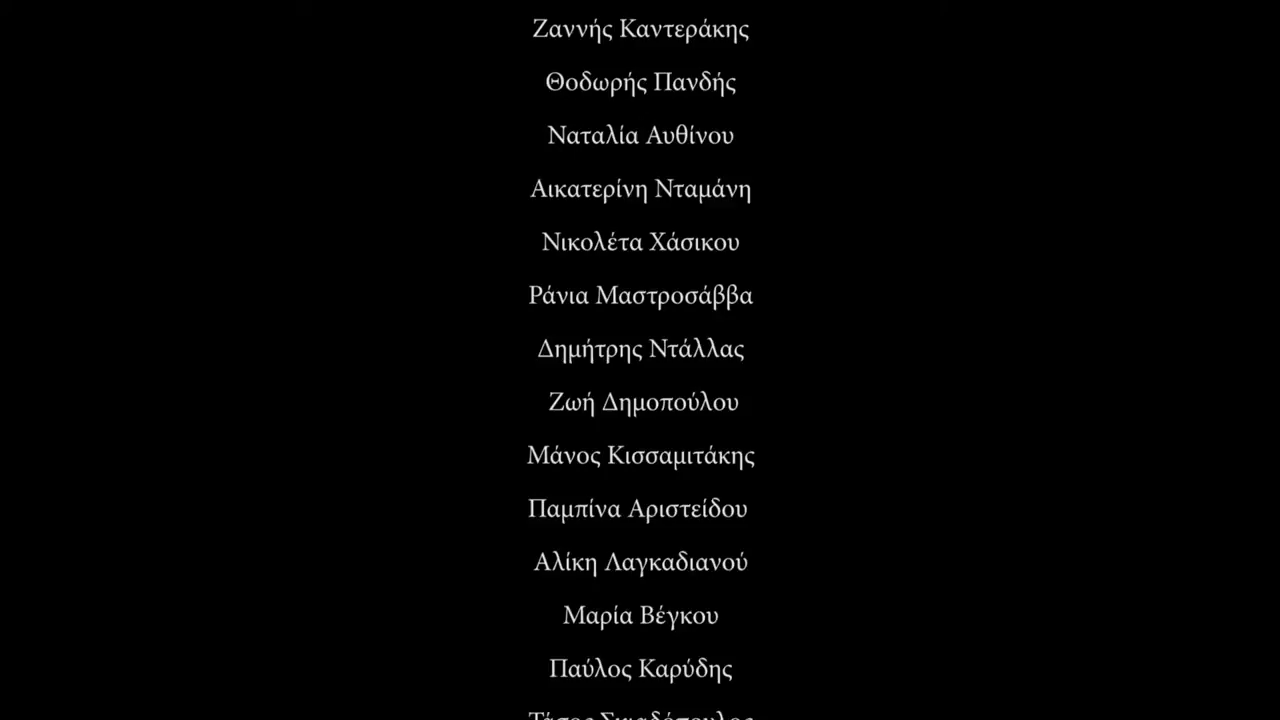 Ζαννής Καντεράκης
Θοδωρής Πανδής
Ναταλία Αυθίνου
Αικατερίνη Νταμάνη
Νικολέτα Χάσικου
Ράνια Μαστροσάββα
Δημήτρης Ντάλλας
Ζωή Δημοπούλου
Μάνος Κισσαμιτάκης
Παμπίνα Αριστείδου
Αλίκη Λαγκαδιανού
Μαρία Βέγκου
Παύλος Καρύδης
Τάσος